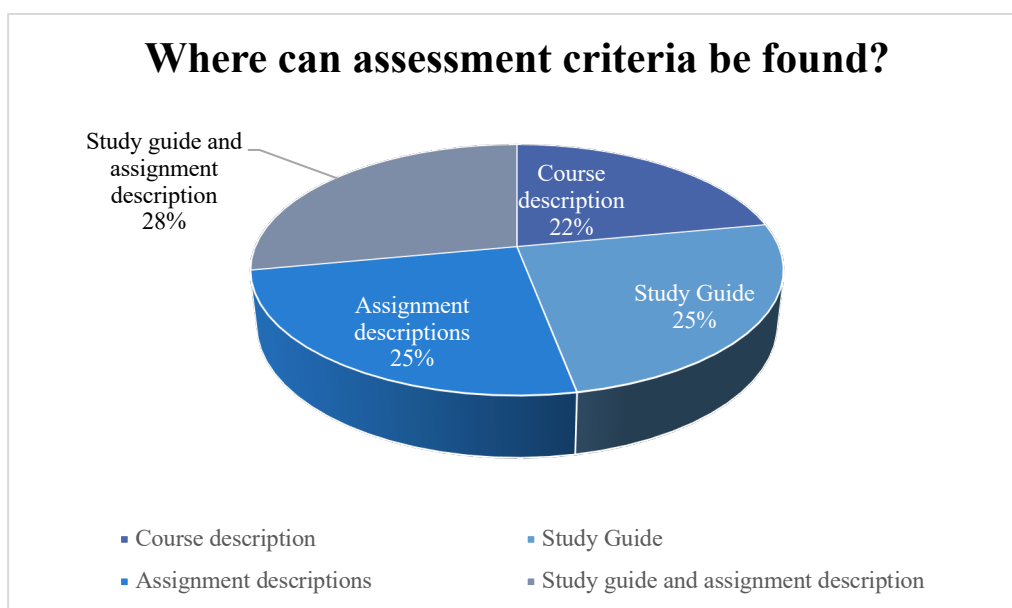 Where can assessment criteria be found?
Study guide and
assignment
description
28%
Course
description
22%
Study Guide
25%
Assignment
descriptions
25%
Course description
Study Guide
Assignment descriptions
Study guide and assignment description